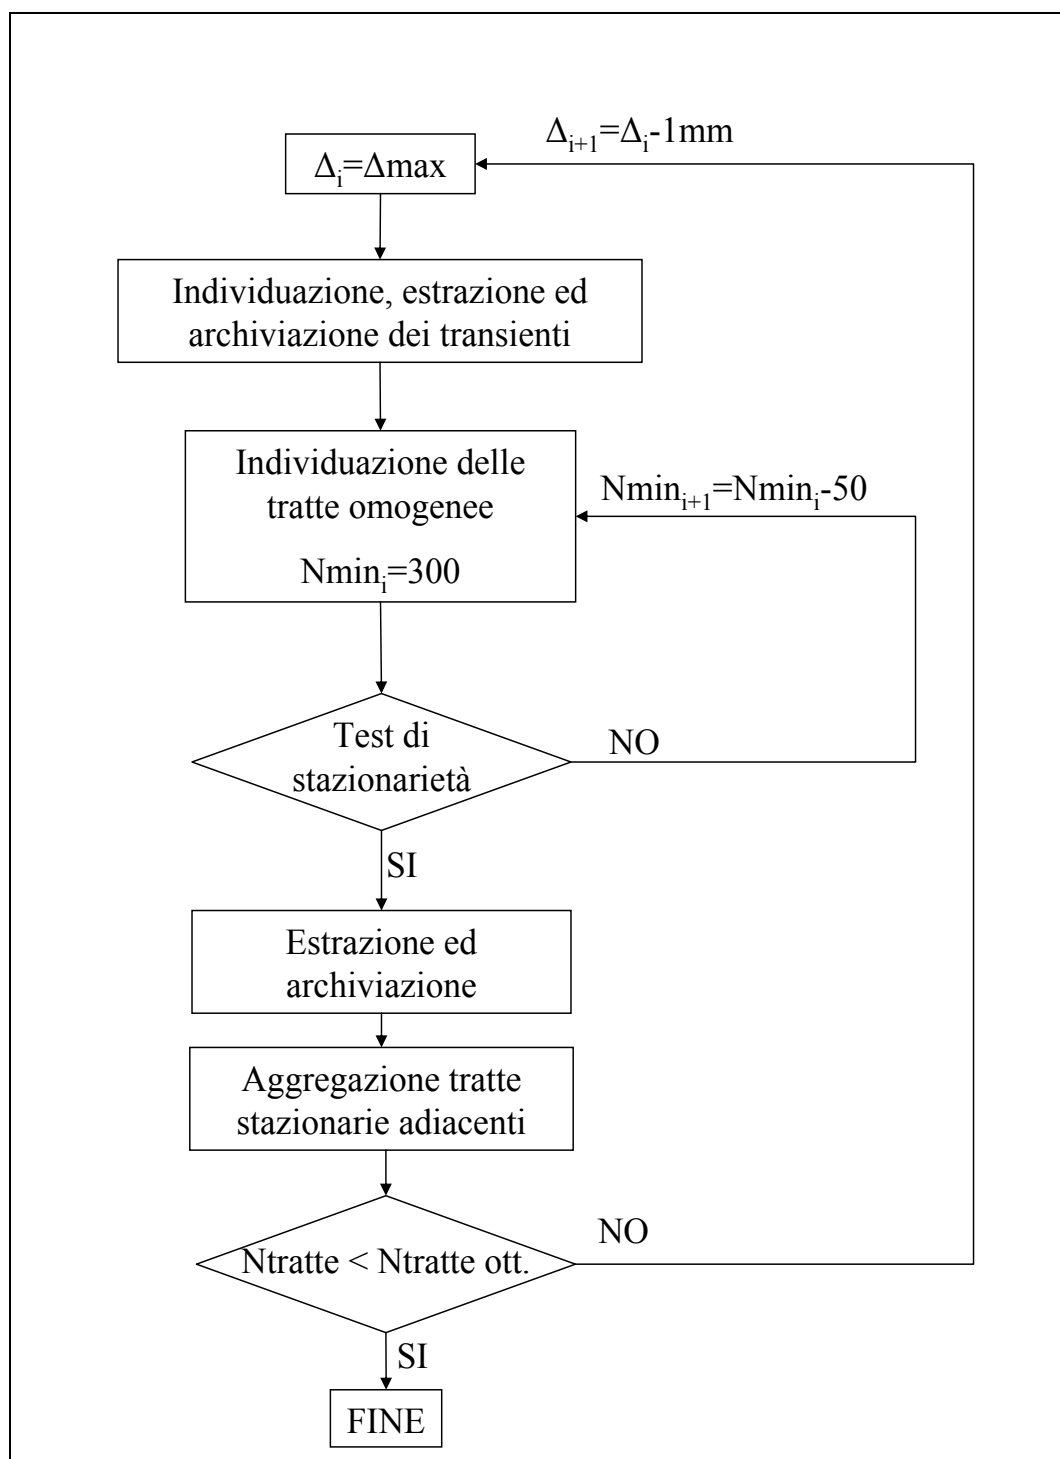 Δi+1=Δi-1mm
Δi=Δmax
Individuazione, estrazione ed
archiviazione dei transienti
Individuazione delle
tratte omogenee
Nmini=300
Nmini+1=Nmini-50
Test di
stazionarietà
NO
SI
Estrazione ed
archiviazione
Aggregazione tratte
stazionarie adiacenti
Ntratte < Ntratte ott.
NO
SI
FINE